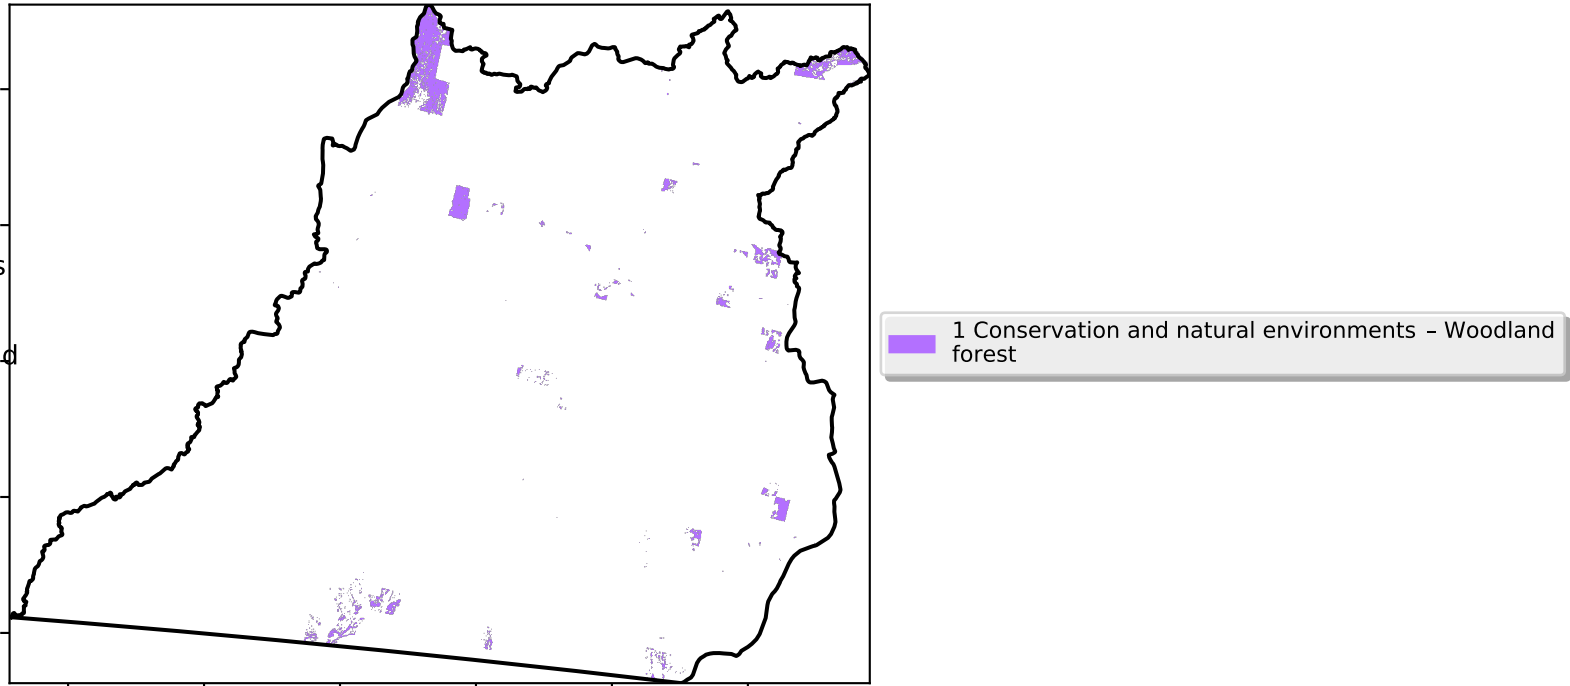 s
d
1 Conservation and natural environments – Woodland
forest